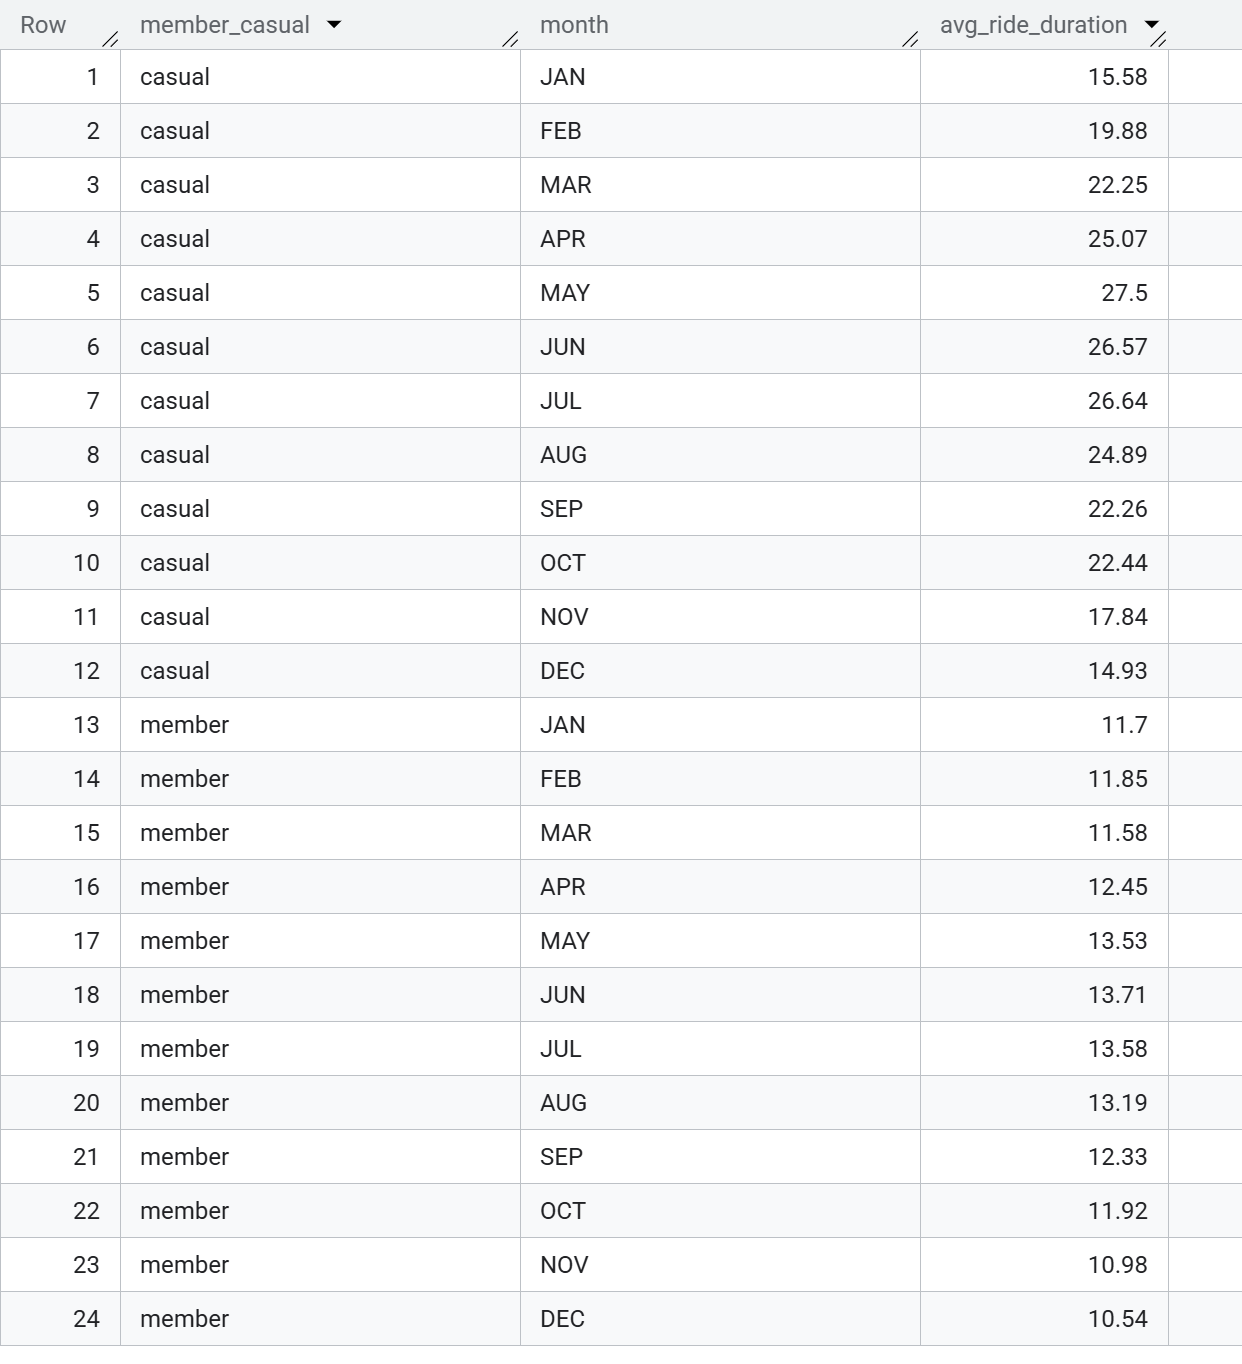 Row member_casual month avg_ride_duration
1 casual JAN 15.58
2 casual FEB 19.88
3 casual MAR 22.25
4 casual APR 25.07
5 casual MAY 27.5
6 casual JUN 26.57
7 casual JUL 26.64
8 casual AUG 24.89
9 casual SEP 22.26
10 casual OCT 22.44
11 casual NOV 17.84
12 casual DEC 14.93
13 member JAN 11.7
14 member FEB 11.85
15 member MAR 11.58
16 member APR 12.45
17 member MAY 13.53
18 member JUN 13.71
19 member JUL 13.58
20 member AUG 13.19
21 member SEP 12.33
22 member OCT 11.92
23 member NOV 10.98
24 member DEC 10.54